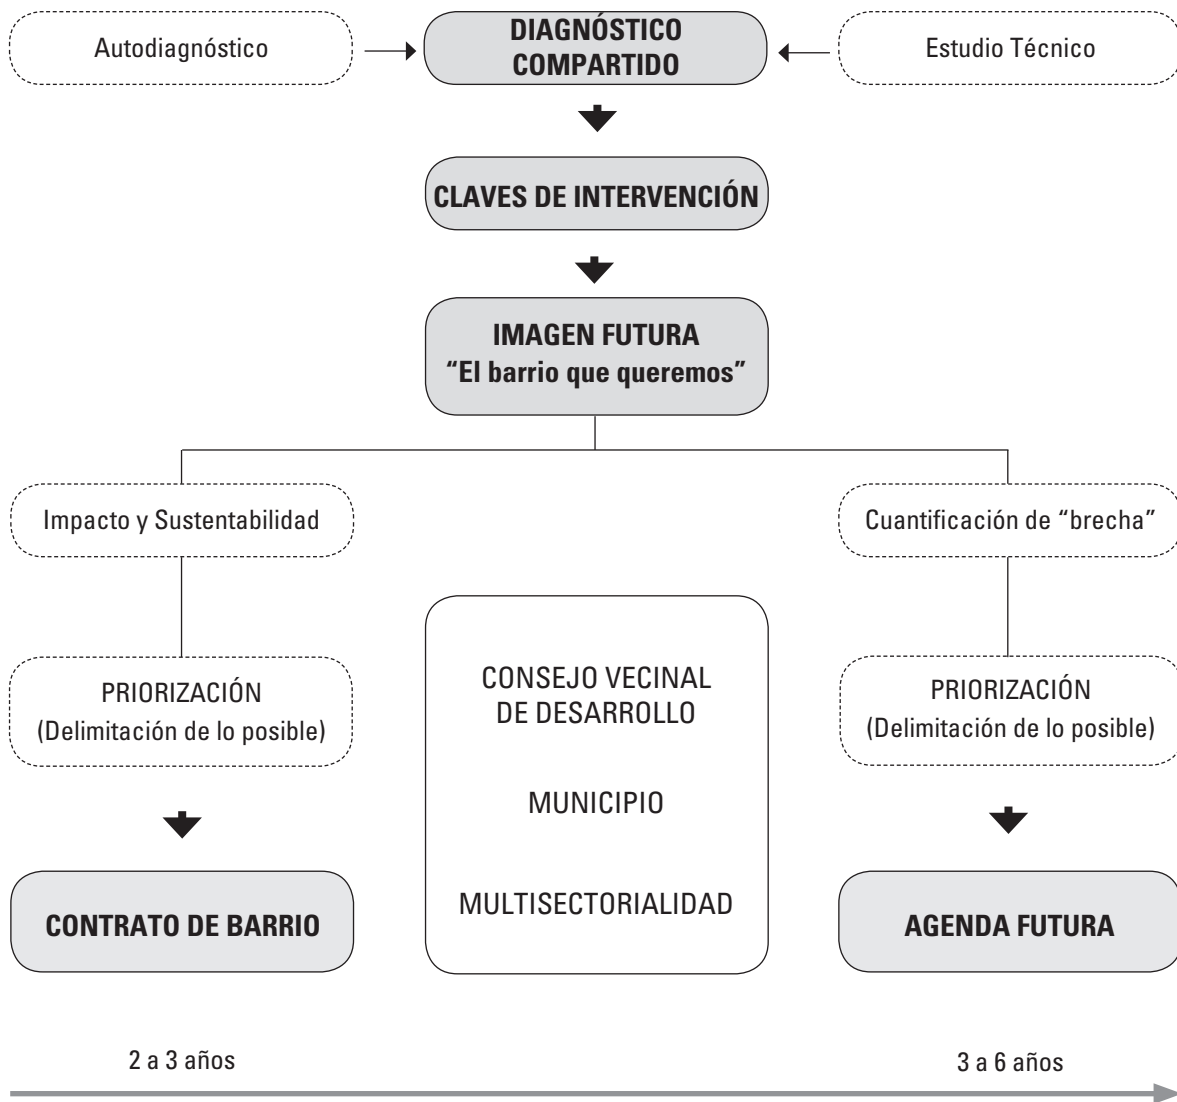 Autodiagnóstico
DIAGNÓSTICO
COMPARTIDO
Estudio Técnico
CLAVES DE INTERVENCIÓN
IMAGEN FUTURA
“El barrio que queremos”
Impacto y Sustentabilidad
Cuantificación de “brecha”
PRIORIZACIÓN
(Delimitación de lo posible)
CONSEJO VECINAL
DE DESARROLLO
MUNICIPIO
MULTISECTORIALIDAD
PRIORIZACIÓN
(Delimitación de lo posible)
CONTRATO DE BARRIO
AGENDA FUTURA
2 a 3 años
3 a 6 años